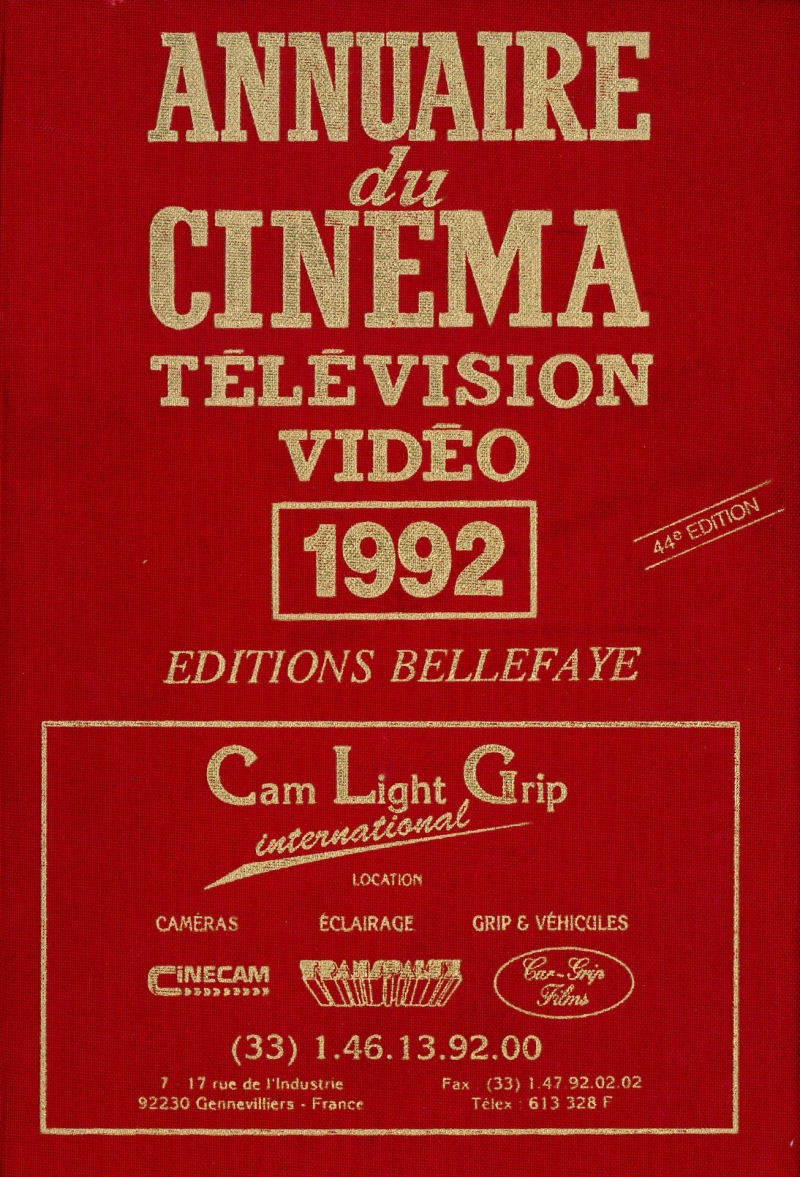 ANNUAIRE
du
CINEMA
TÉLÉVISION
VIDÉO
1992
44e EDITION
EDITIONS BELLEFAYE
Cam Light Grip
international
LOCATION
CAMÉRAS ÉCLAIRAGE GRIP & VÉHICULES
CINECAM TRANSPALUX Car-Grip
Films
(33) 1.46.13.92.00
7 - 17 rue de l'Industrie Fax : (33) 1.47.92.02.02
92230 Gennevilliers - France Télex : 613 328 F